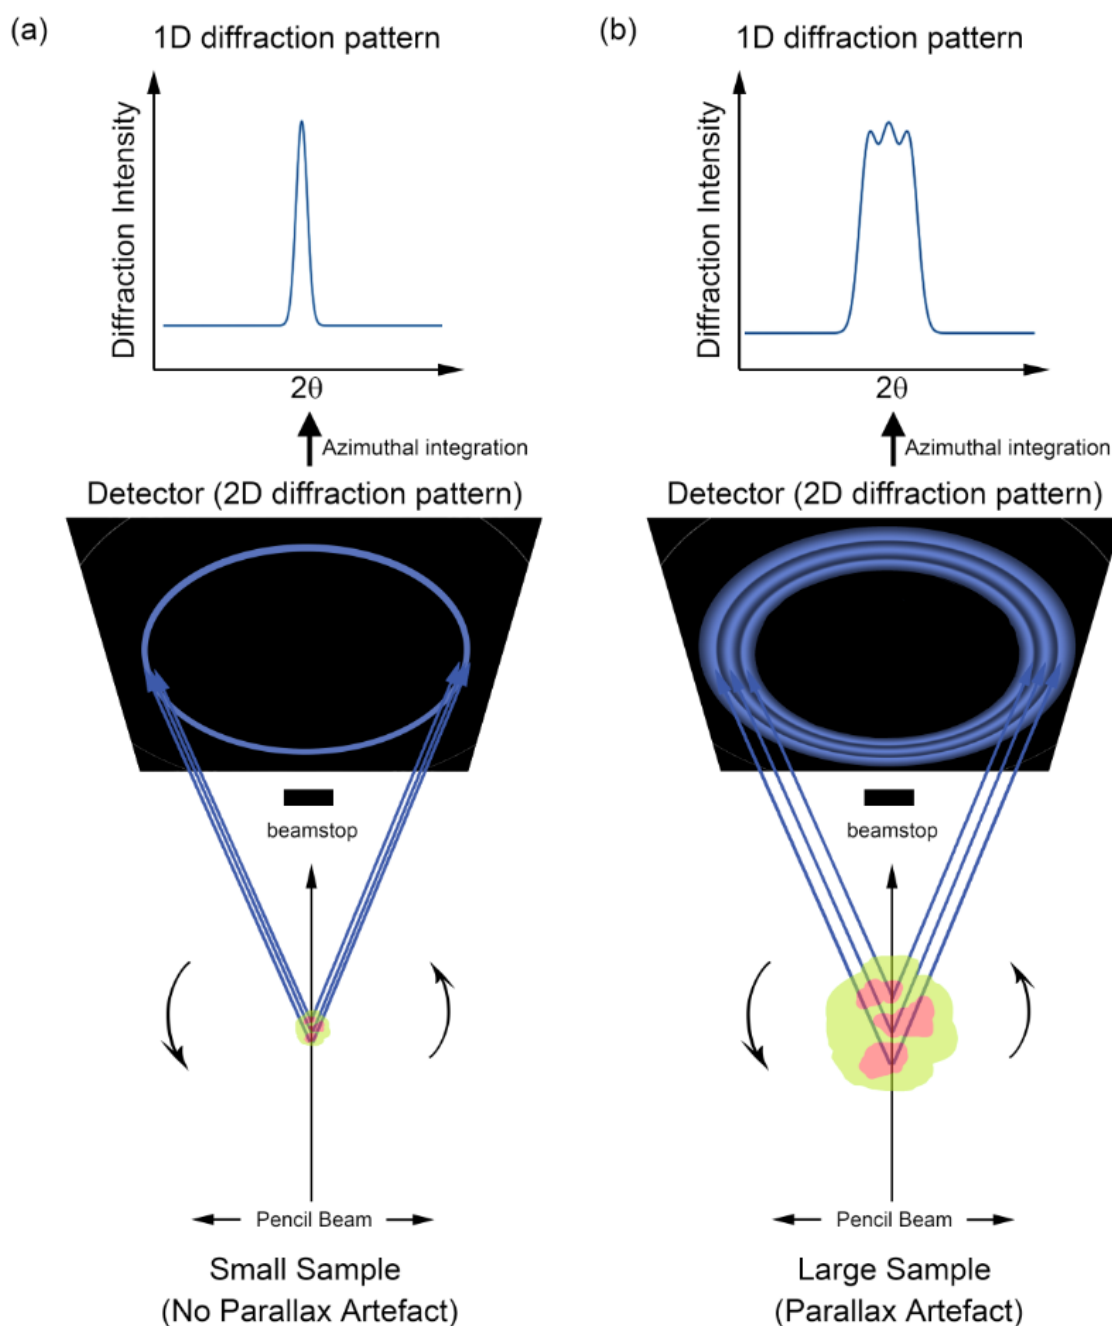 (a)
1D diffraction pattern
Diffraction Intensity
2θ
Azimuthal integration
Detector (2D diffraction pattern)
beamstop
Pencil Beam
Small Sample
(No Parallax Artefact)
(b)
1D diffraction pattern
Diffraction Intensity
2θ
Azimuthal integration
Detector (2D diffraction pattern)
beamstop
Pencil Beam
Large Sample
(Parallax Artefact)